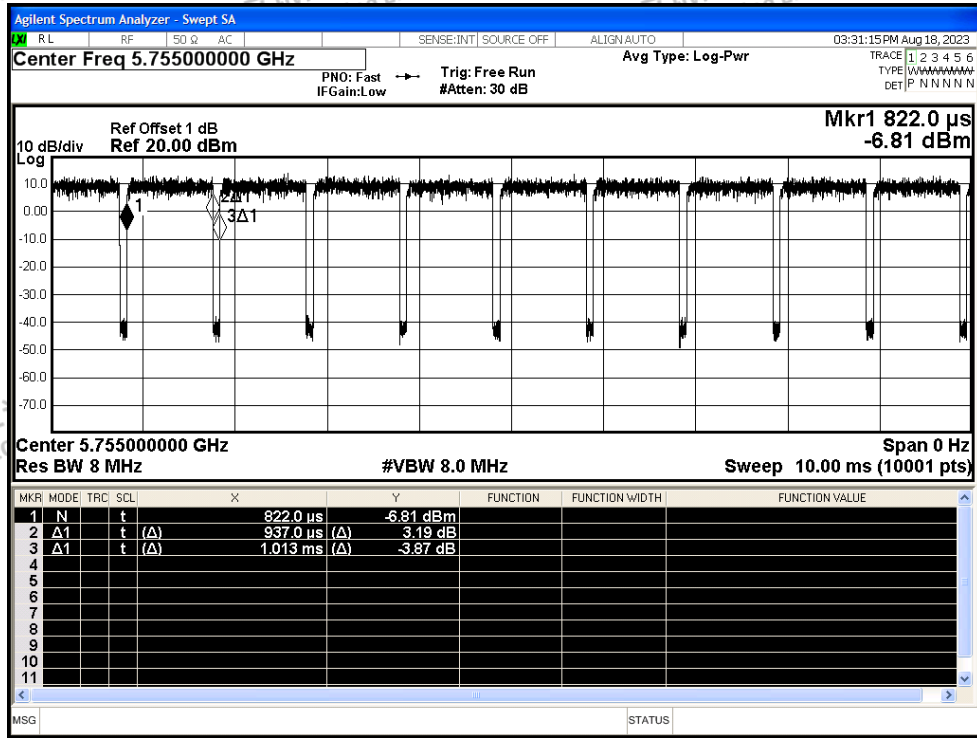 Agilent Spectrum Analyzer - Swept SA
LXI RL RF 50 Ω AC SENSE:INT SOURCE OFF ALIGN AUTO 03:31:15 PM Aug 18, 2023
Center Freq 5.755000000 GHz Avg Type: Log-Pwr TRACE 1 2 3 4 5 6
PNO: Fast Trig: Free Run TYPE
IFGain:Low #Atten: 30 dB DET P N N N N N
Mkr1 822.0 µs
Ref Offset 1 dB
10 dB/div Ref 20.00 dBm -6.81 dBm
Log
10.0
0.00
-10.0
-20.0
-30.0
-40.0
-50.0
-60.0
-70.0
1
2Δ1
3Δ1
Center 5.755000000 GHz Span 0 Hz
Res BW 8 MHz #VBW 8.0 MHz Sweep 10.00 ms (10001 pts)
MKR MODE TRC SCL X Y FUNCTION FUNCTION WIDTH FUNCTION VALUE
1 N t 822.0 µs -6.81 dBm
2 Δ1 t (Δ) 937.0 µs (Δ) 3.19 dB
3 Δ1 t (Δ) 1.013 ms (Δ) -3.87 dB
4
5
6
7
8
9
10
11
MSG STATUS